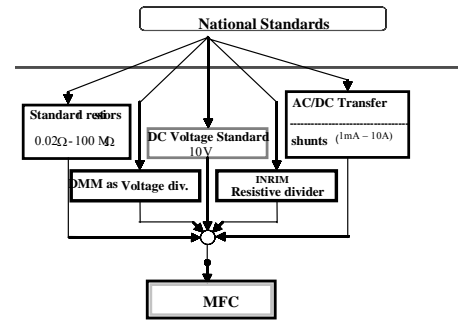 National Standards
Standard resistors
0.02Ω - 100 MΩ
DC Voltage Standard
10V
AC/DC Transfer
shunts (1mA – 10A)
DMM as Voltage div.
INRIM
Resistive divider
MFC